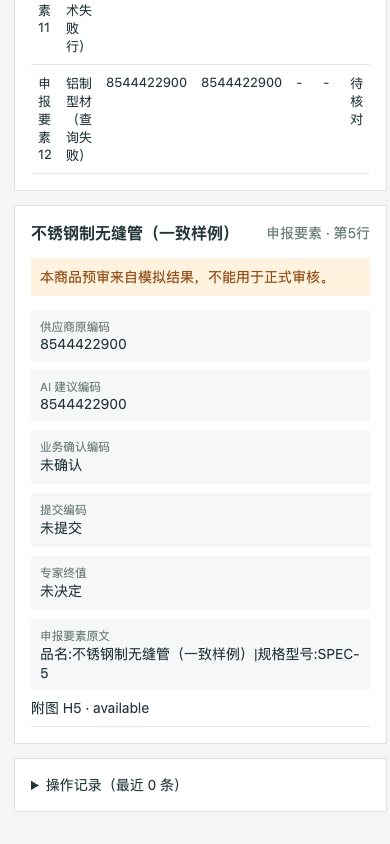 素 术失
11 败
行）
申 铝制 8544422900 8544422900 - - 待
报 型材 核
要 （查 对
素 询失
12 败）
不锈钢制无缝管（一致样例） 申报要素 · 第5行
本商品预审来自模拟结果，不能用于正式审核。
供应商原编码
8544422900
AI 建议编码
8544422900
业务确认编码
未确认
提交编码
未提交
专家终值
未决定
申报要素原文
品名:不锈钢制无缝管（一致样例）|规格型号:SPEC-
5
附图 H5 · available
▶ 操作记录（最近 0 条）